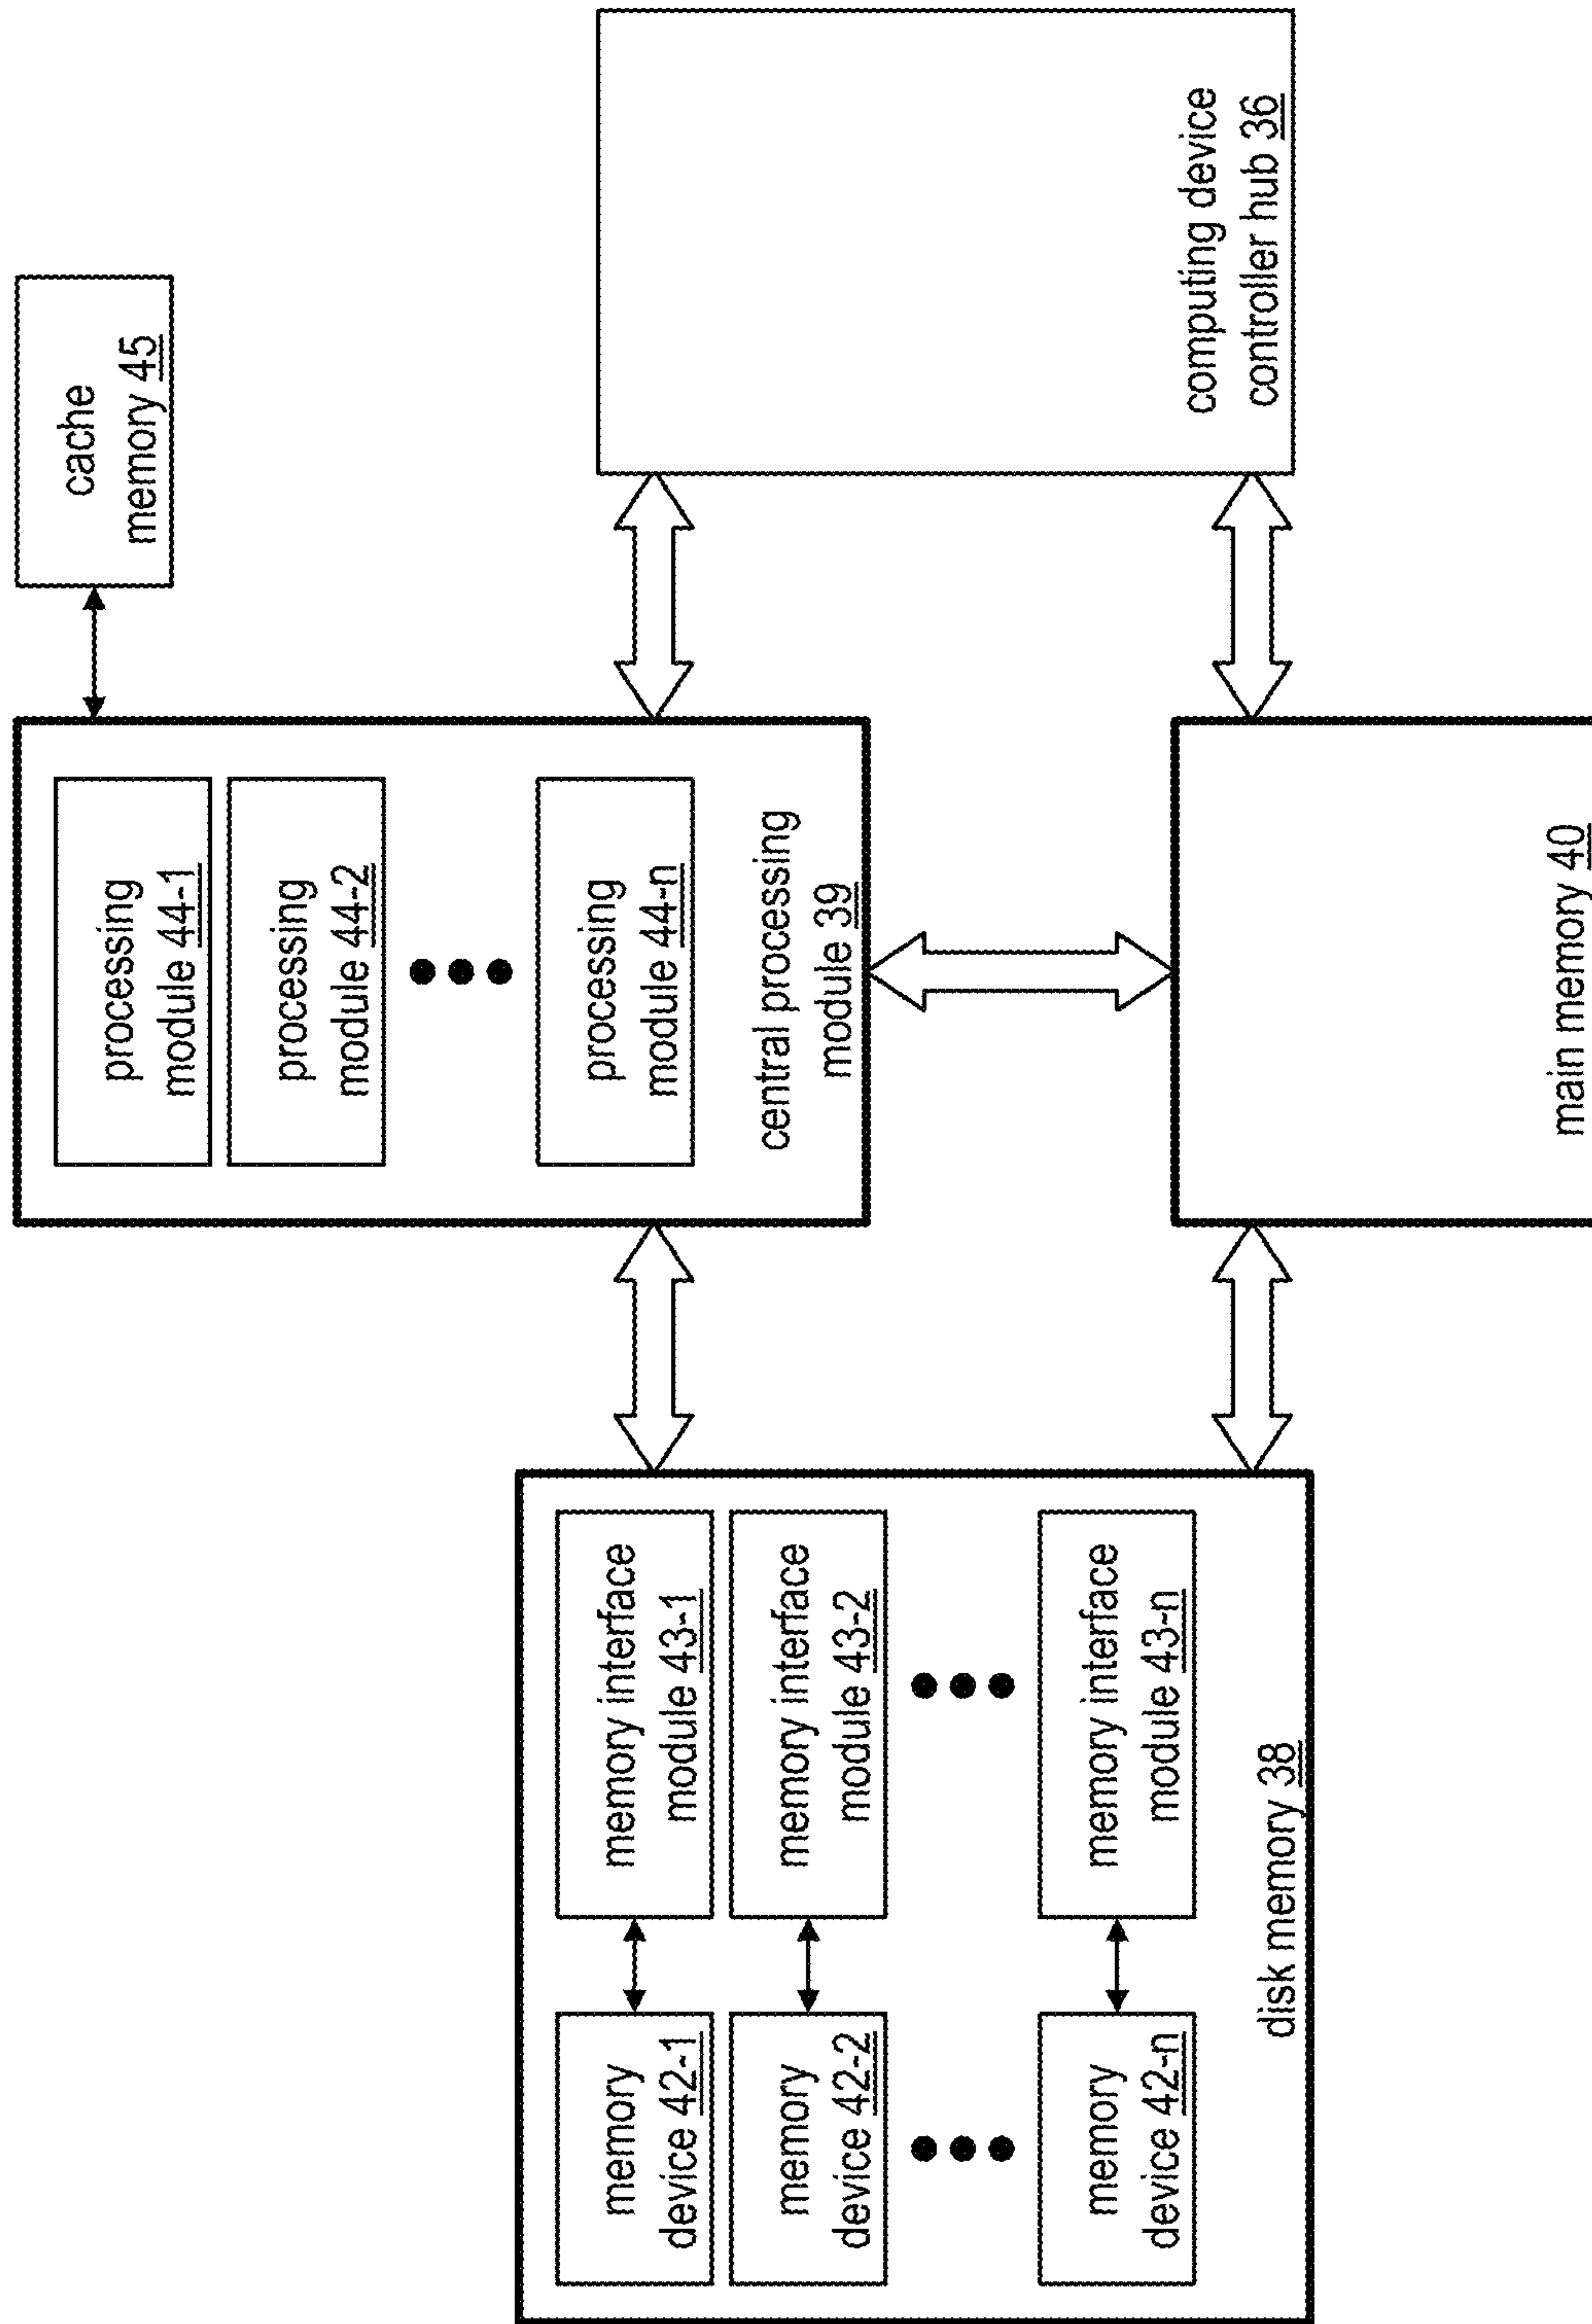 memory
device 42-1
memory interface
module 43-1
memory
device 42-2
memory interface
module 43-2
memory
device 42-n
memory interface
module 43-n
disk memory 38
processing
module 44-1
processing
module 44-2
processing
module 44-n
central processing
module 39
cache
memory 45
main memory 40
computing device
controller hub 36